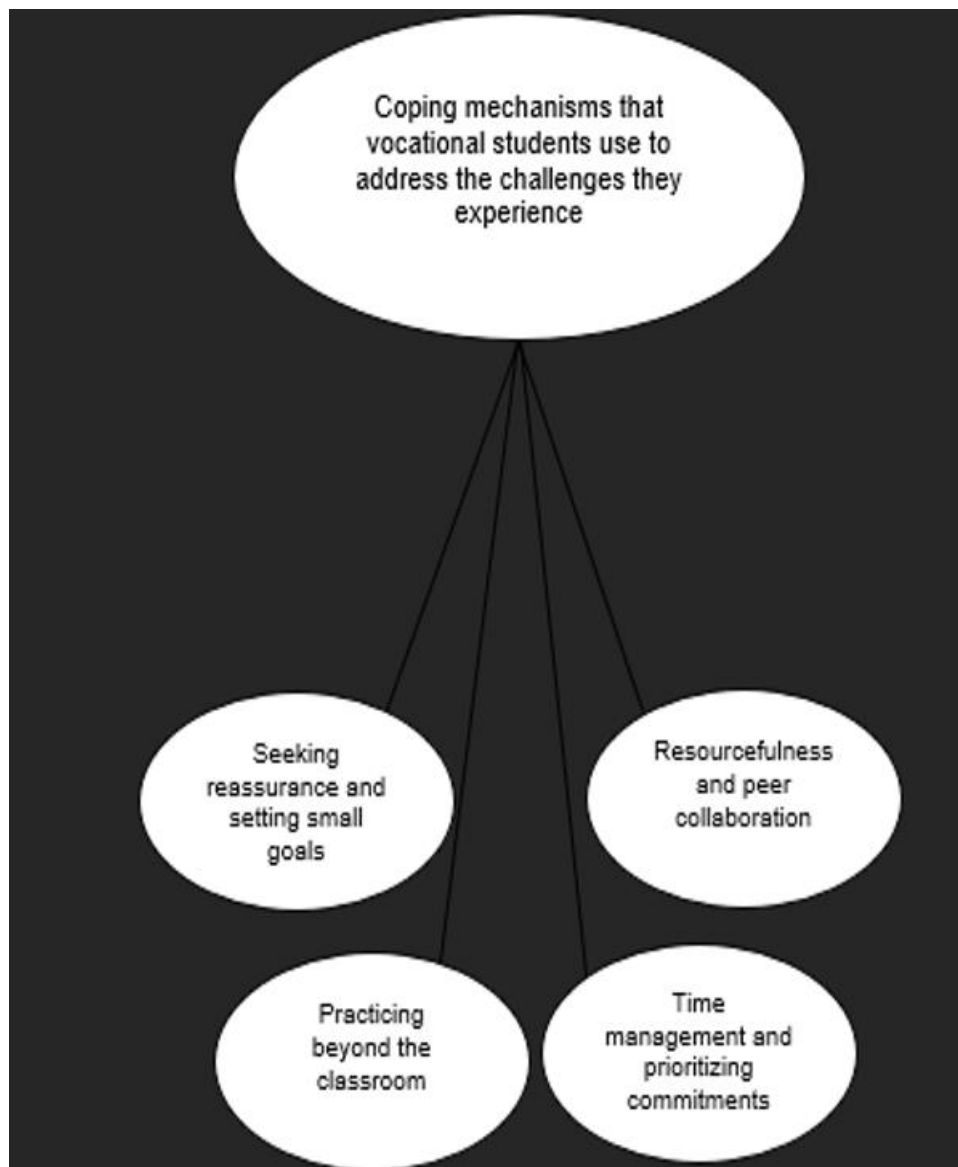 Coping mechanisms that
vocational students use to
address the challenges they
experience
Seeking
reassurance and
setting small
goals
Resourcefulness
and peer
collaboration
Practicing
beyond the
classroom
Time
management and
prioritizing
commitments